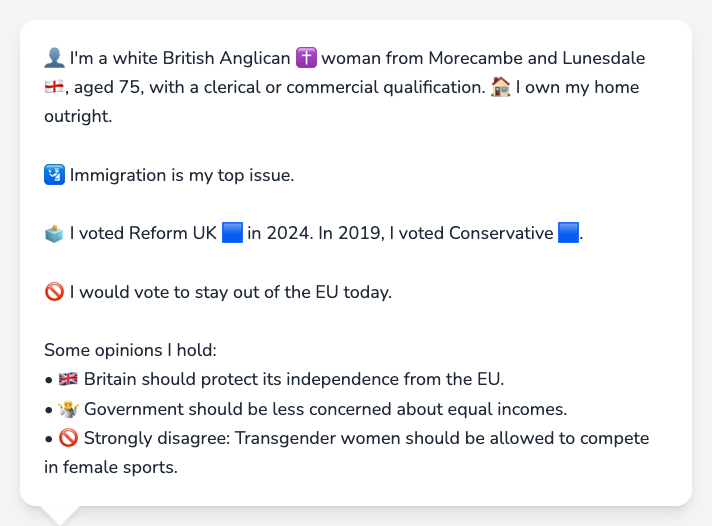 👤 I'm a white British Anglican ✝️ woman from Morecambe and Lunesdale
🏴󠁧󠁢󠁥󠁮󠁧󠁿, aged 75, with a clerical or commercial qualification. 🏠 I own my home
outright.
🛂 Immigration is my top issue.
🗳️ I voted Reform UK 🟦 in 2024. In 2019, I voted Conservative 🟦.
🚫 I would vote to stay out of the EU today.
Some opinions I hold:
• 🇬🇧 Britain should protect its independence from the EU.
• 🤷 Government should be less concerned about equal incomes.
• 🚫 Strongly disagree: Transgender women should be allowed to compete
in female sports.